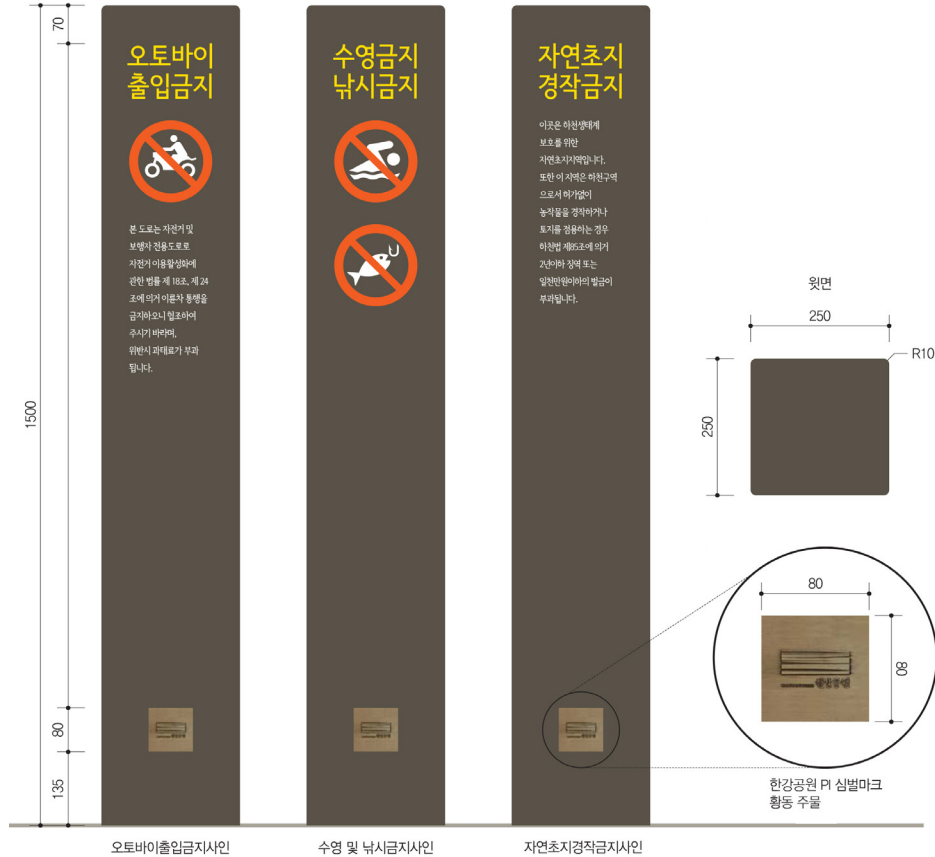 70
오토바이
출입금지
본 도로는 자전거 및
보행자 전용도로로
자전거 이용활성화에
관한 법률 제 18조, 제 24
조에 의거 이륜차 통행을
금지하오니 협조하여
주시기 바라며,
위반시 과태료가 부과
됩니다.
수영금지
낚시금지
자연초지
경작금지
이곳은 하천생태계
보호를 위한
자연초지지역입니다.
또한 이 지역은 하천구역
으로서 허가없이
농작물을 경작하거나
토지를 점용하는 경우
하천법 제85조에 의거
2년이하 징역 또는
일천만원이하의 벌금이
부과됩니다.
윗면
250
R10
250
1500
80
80
80
135
한강공원 PI 심벌마크
황동 주물
오토바이출입금지사인
수영 및 낚시금지사인
자연초지경작금지사인